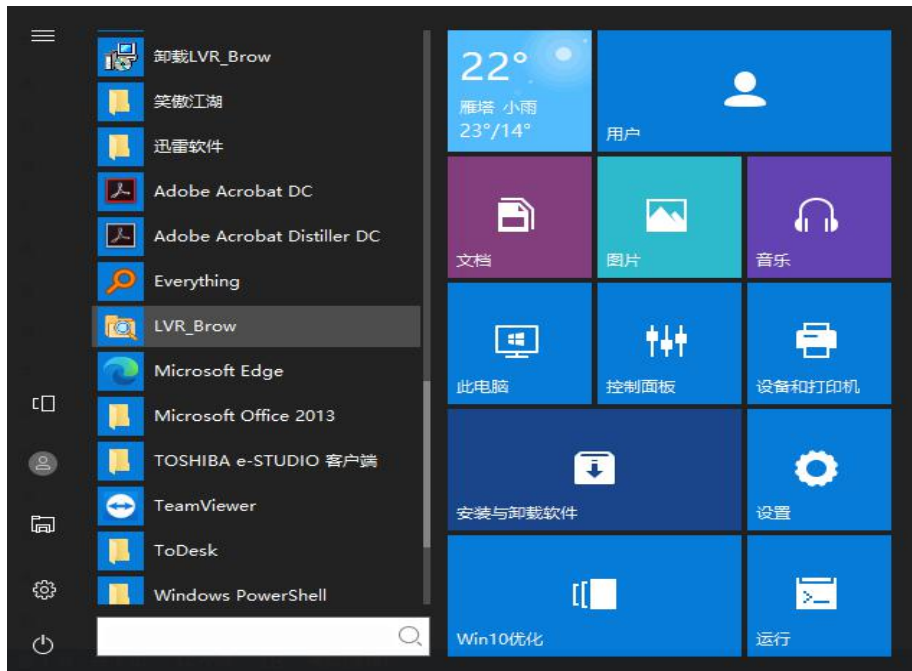 卸载LVR_Brow
笑傲江湖
迅雷软件
Adobe Acrobat DC
Adobe Acrobat Distiller DC
Everything
LVR_Brow
Microsoft Edge
Microsoft Office 2013
TOSHIBA e-STUDIO 客户端
TeamViewer
ToDesk
Windows PowerShell
22°
雁塔 小雨
23°/14°
用户
文档
图片
音乐
此电脑
控制面板
设备和打印机
安装与卸载软件
设置
Win10优化
运行